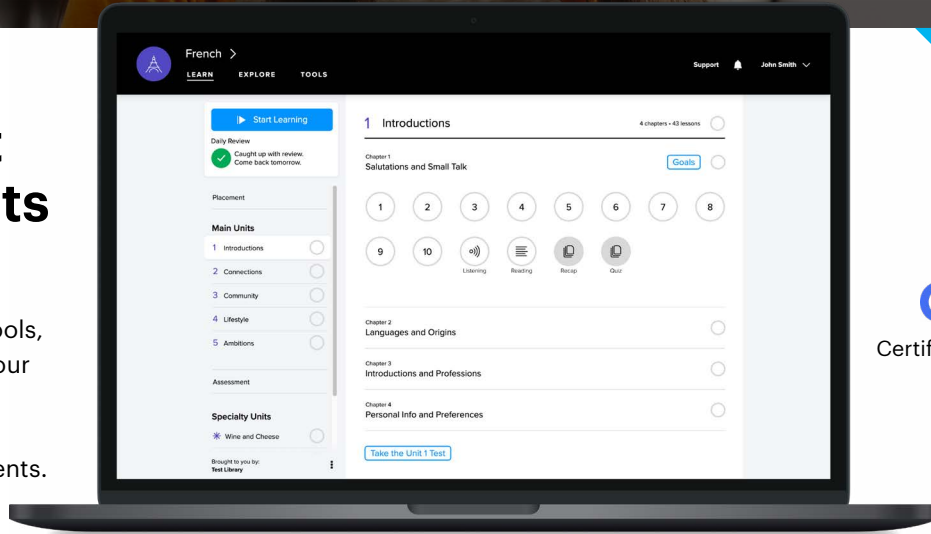 French >
LEARN EXPLORE TOOLS
Support John Smith
Start Learning
Daily Review
Caught up with review.
Come back tomorrow.
Placement
Main Units
1 Introductions
2 Connections
3 Community
4 Lifestyle
5 Ambitions
Assessment
Specialty Units
Wine and Cheese
Brought to you by:
Test Library
1 Introductions
4 chapters • 43 lessons
Chapter 1
Salutations and Small Talk
Goals
1 2 3 4 5 6 7 8
9 10
Listening Reading Recap Quiz
Chapter 2
Languages and Origins
Chapter 3
Introductions and Professions
Chapter 4
Personal Info and Preferences
Take the Unit 1 Test
ts
ools,
our
ents.
Certif